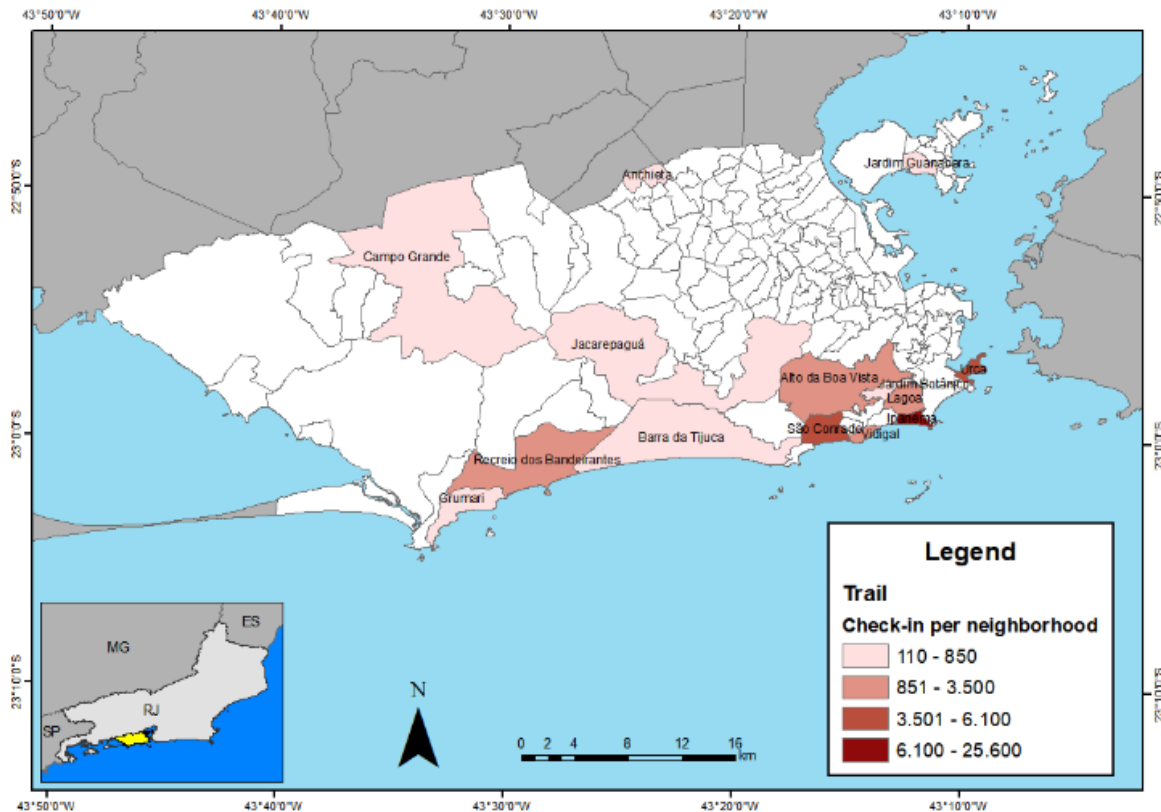 43°50'0"W
43°40'0"W
43°30'0"W
43°20'0"W
43°10'0"W
22°50'0"S
22°50'0"S
23°0'0"S
23°0'0"S
23°10'0"S
23°10'0"S
Jardim Guanabara
Anchieta
Campo Grande
Jacarepaguá
Alto da Boa Vista
Urca
Jardim Botânico
Lagoa
Ipanema
São Conrado
Vidigal
Barra da Tijuca
Recreio dos Bandeirantes
Grumari
Legend
Trail
Check-in per neighborhood
110 - 850
851 - 3.500
3.501 - 6.100
6.100 - 25.600
ES
MG
RJ
SP
N
0 2 4 8 12 16
km
43°50'0"W
43°40'0"W
43°30'0"W
43°20'0"W
43°10'0"W